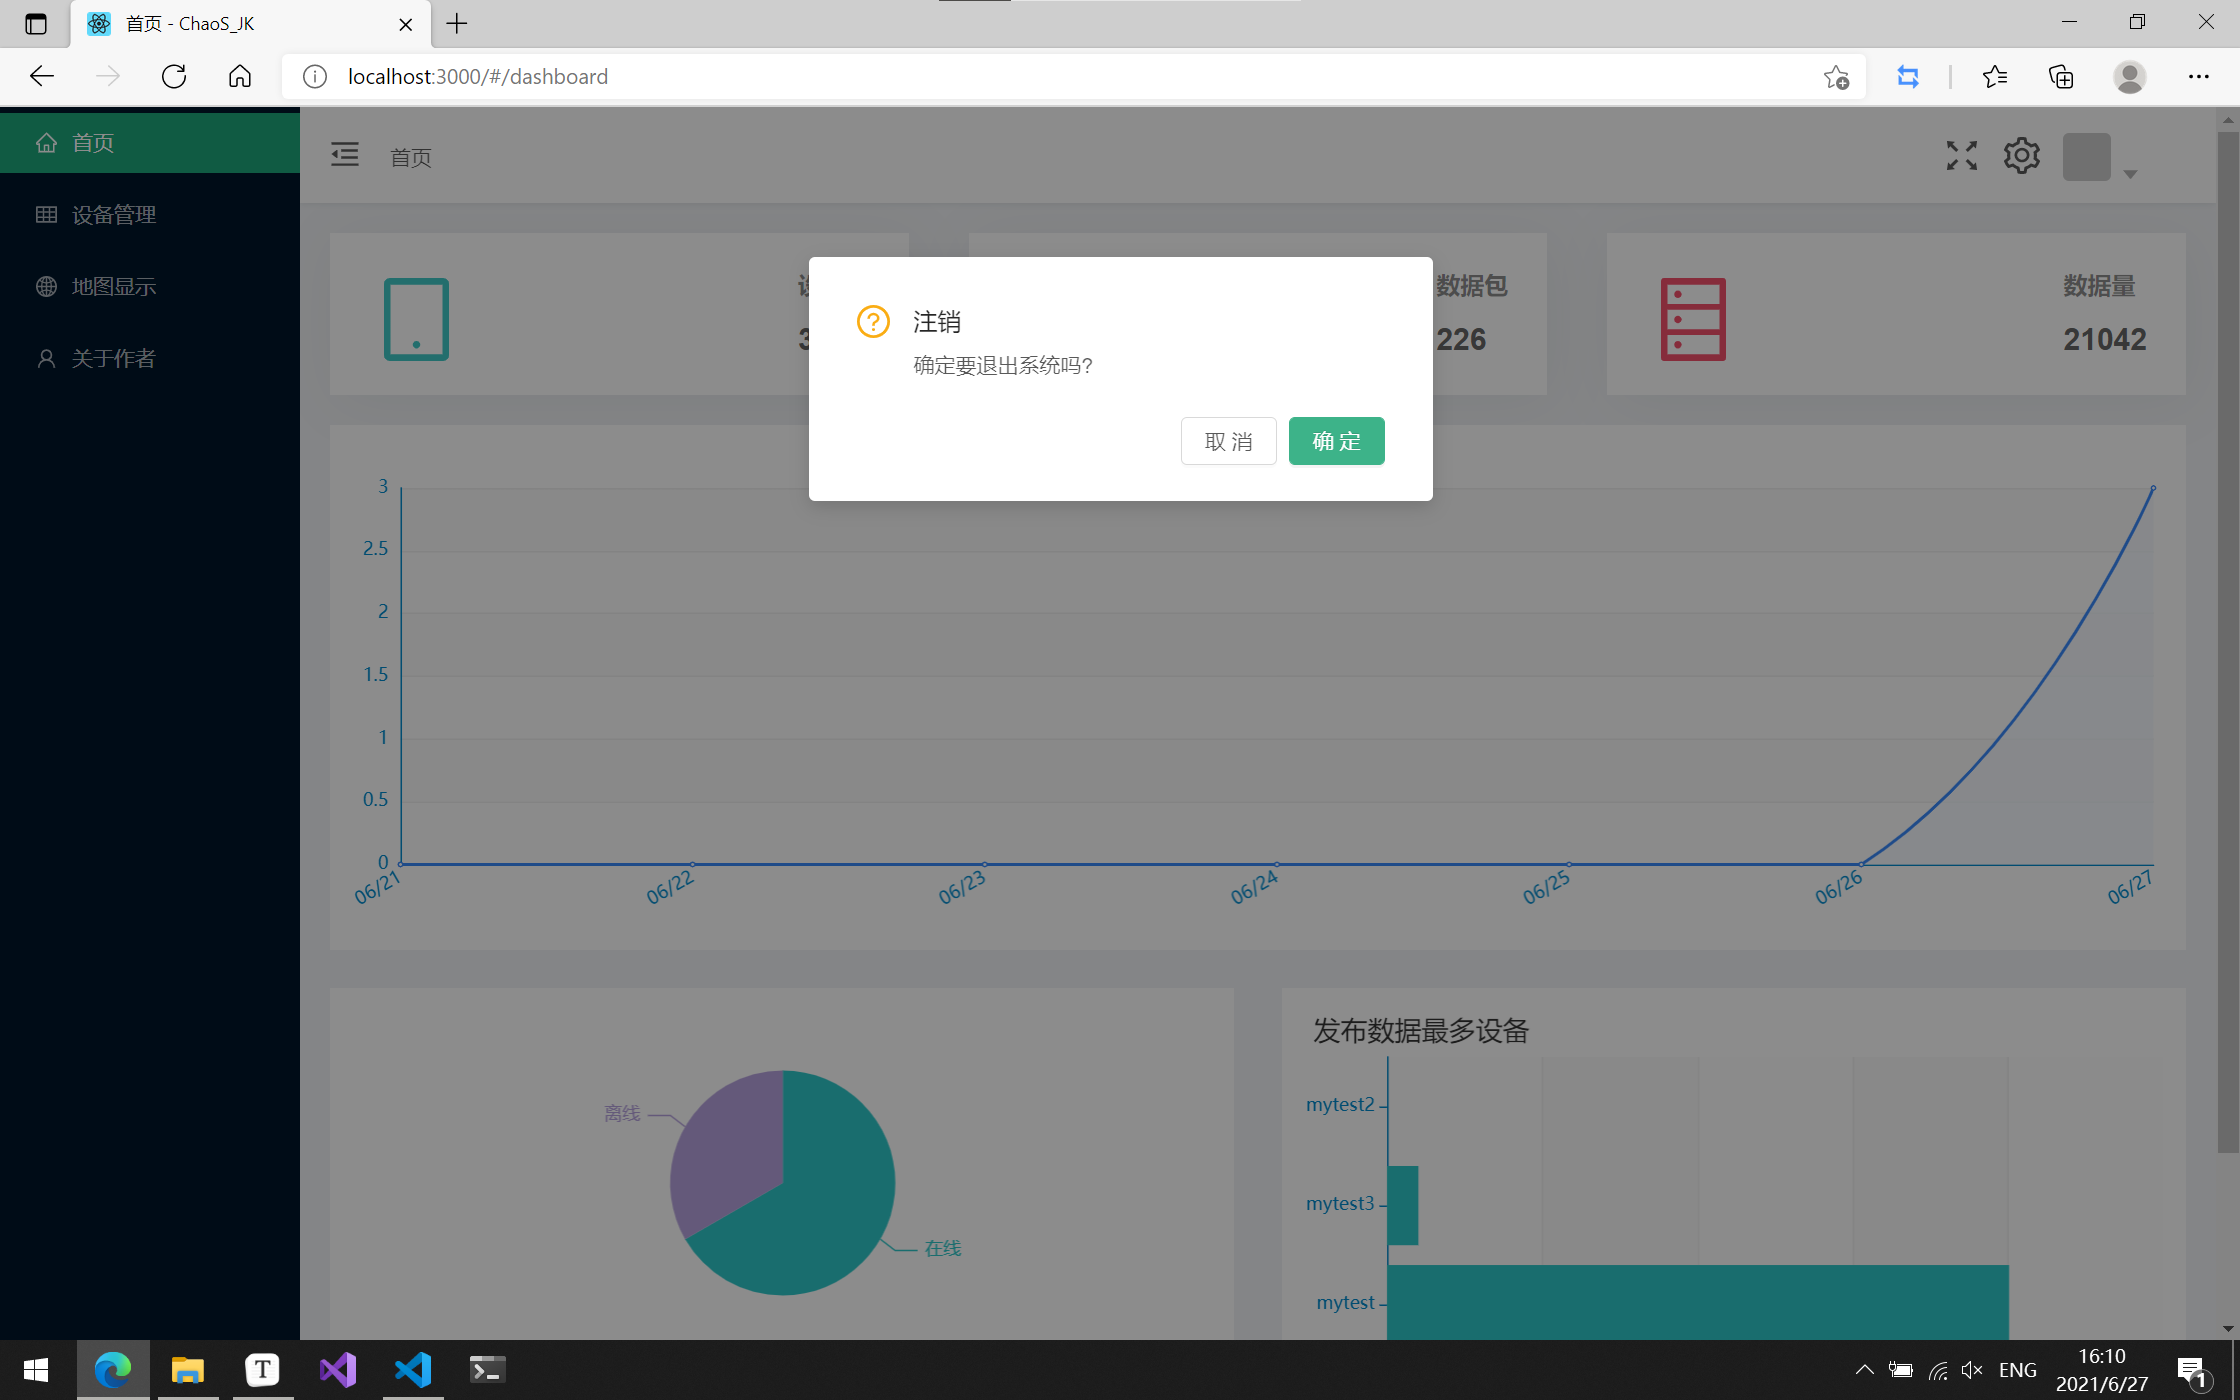 首页 - ChaoS_JK
localhost:3000/#/dashboard
首页
设备管理
地图显示
关于作者
首页
3
数据包
226
数据量
21042
注销
确定要退出系统吗?
取 消
确 定
3
2.5
2
1.5
1
0.5
0
06/21
06/22
06/23
06/24
06/25
06/26
06/27
离线
在线
发布数据最多设备
mytest2
mytest3
mytest
T
ENG
16:10
2021/6/27
1